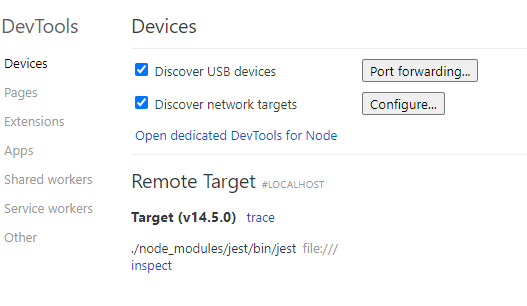 DevTools
Devices
Pages
Extensions
Apps
Shared workers
Service workers
Other
Devices
Discover USB devices
Port forwarding...
Discover network targets
Configure...
Open dedicated DevTools for Node
Remote Target #LOCALHOST
Target (v14.5.0) trace
./node_modules/jest/bin/jest file:///
inspect